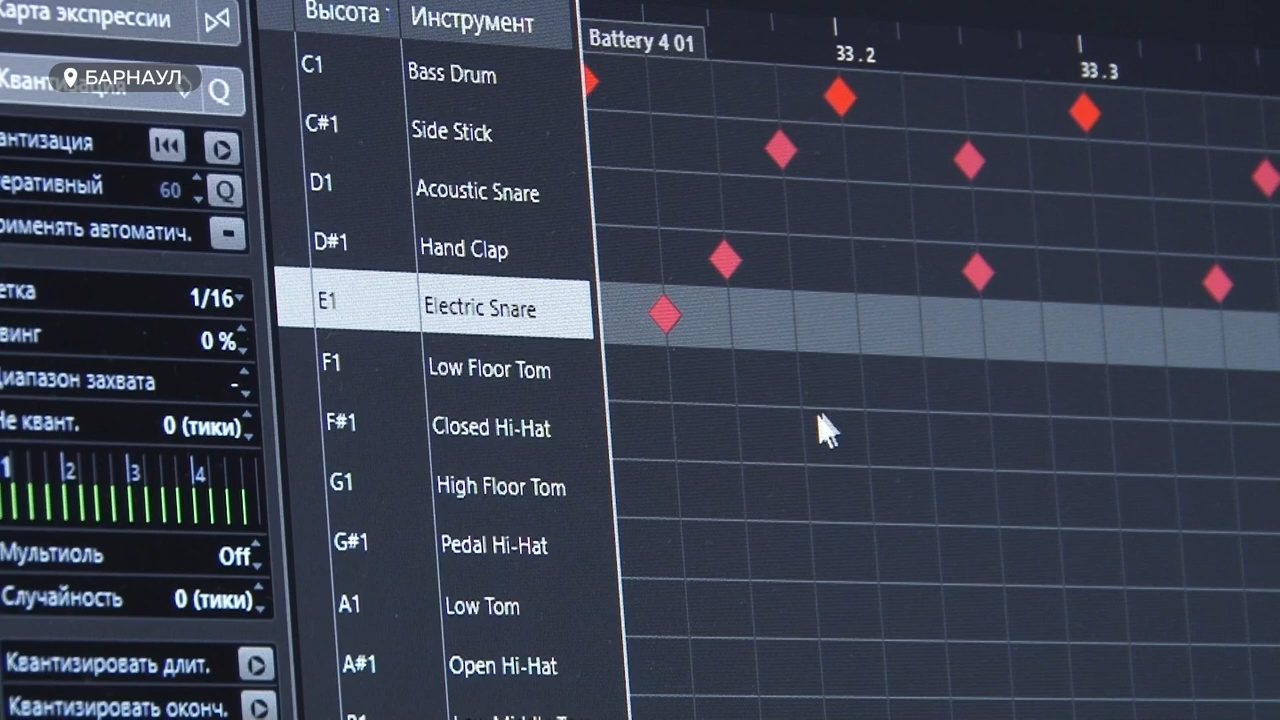 Карта экспрессии
БАРНАУЛ
Квантизация
Q
антизация
еративный 60 Q
рименять автоматич.
етка 1/16
винг 0 %
Диапазон захвата -
Не квант. 0 (тики)
1 2 3 4
Мультиоль Off
Случайность 0 (тики)
Квантизировать длит.
Квантизировать оконч.
Высота Инструмент
C1 Bass Drum
C#1 Side Stick
D1 Acoustic Snare
D#1 Hand Clap
E1 Electric Snare
F1 Low Floor Tom
F#1 Closed Hi-Hat
G1 High Floor Tom
G#1 Pedal Hi-Hat
A1 Low Tom
A#1 Open Hi-Hat
Battery 4 01
33.2 33.3